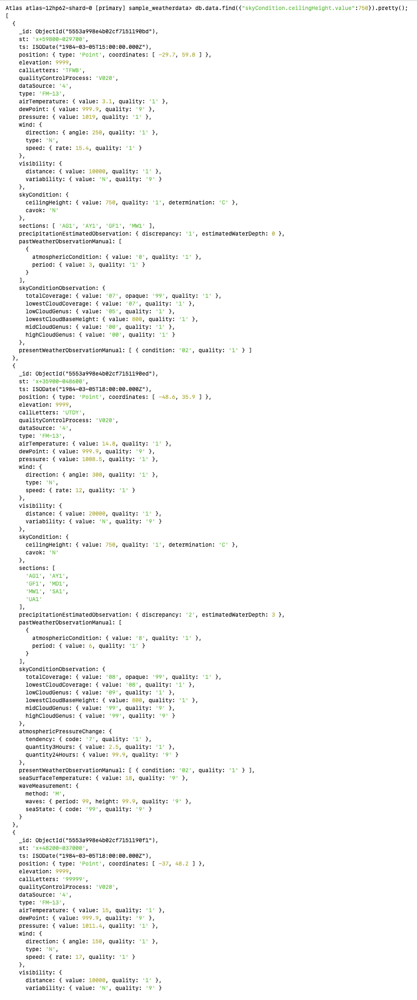 Atlas atlas-12hp62-shard-0 [primary] sample_weatherdata> db.data.find({"skyCondition.ceilingHeight.value":750}).pretty();
[
  {
    _id: ObjectId("5553a998e4b02cf7151190bd"),
    st: 'x+59800-029700',
    ts: ISODate("1984-03-05T15:00:00.000Z"),
    position: { type: 'Point', coordinates: [ -29.7, 59.8 ] },
    elevation: 9999,
    callLetters: 'TFWB',
    qualityControlProcess: 'V020',
    dataSource: '4',
    type: 'FM-13',
    airTemperature: { value: 3.1, quality: '1' },
    dewPoint: { value: 999.9, quality: '9' },
    pressure: { value: 1019, quality: '1' },
    wind: {
      direction: { angle: 250, quality: '1' },
      type: 'N',
      speed: { rate: 15.4, quality: '1' }
    },
    visibility: {
      distance: { value: 10000, quality: '1' },
      variability: { value: 'N', quality: '9' }
    },
    skyCondition: {
      ceilingHeight: { value: 750, quality: '1', determination: 'C' },
      cavok: 'N'
    },
    sections: [ 'AG1', 'AY1', 'GF1', 'MW1' ],
    precipitationEstimatedObservation: { discrepancy: '1', estimatedWaterDepth: 0 },
    pastWeatherObservationManual: [
      {
        atmosphericCondition: { value: '0', quality: '1' },
        period: { value: 3, quality: '1' }
      }
    ],
    skyConditionObservation: {
      totalCoverage: { value: '07', opaque: '99', quality: '1' },
      lowestCloudCoverage: { value: '07', quality: '1' },
      lowCloudGenus: { value: '05', quality: '1' },
      lowestCloudBaseHeight: { value: 800, quality: '1' },
      midCloudGenus: { value: '00', quality: '1' },
      highCloudGenus: { value: '00', quality: '1' }
    },
    presentWeatherObservationManual: [ { condition: '02', quality: '1' } ]
  },
  {
    _id: ObjectId("5553a998e4b02cf7151190ed"),
    st: 'x+35900-048600',
    ts: ISODate("1984-03-05T18:00:00.000Z"),
    position: { type: 'Point', coordinates: [ -48.6, 35.9 ] },
    elevation: 9999,
    callLetters: 'UTDY',
    qualityControlProcess: 'V020',
    dataSource: '4',
    type: 'FM-13',
    airTemperature: { value: 14.8, quality: '1' },
    dewPoint: { value: 999.9, quality: '9' },
    pressure: { value: 1008.5, quality: '1' },
    wind: {
      direction: { angle: 300, quality: '1' },
      type: 'N',
      speed: { rate: 12, quality: '1' }
    },
    visibility: {
      distance: { value: 20000, quality: '1' },
      variability: { value: 'N', quality: '9' }
    },
    skyCondition: {
      ceilingHeight: { value: 750, quality: '1', determination: 'C' },
      cavok: 'N'
    },
    sections: [
      'AG1', 'AY1',
      'GF1', 'MD1',
      'MW1', 'SA1',
      'UA1'
    ],
    precipitationEstimatedObservation: { discrepancy: '2', estimatedWaterDepth: 3 },
    pastWeatherObservationManual: [
      {
        atmosphericCondition: { value: '8', quality: '1' },
        period: { value: 6, quality: '1' }
      }
    ],
    skyConditionObservation: {
      totalCoverage: { value: '08', opaque: '99', quality: '1' },
      lowestCloudCoverage: { value: '08', quality: '1' },
      lowCloudGenus: { value: '09', quality: '1' },
      lowestCloudBaseHeight: { value: 800, quality: '1' },
      midCloudGenus: { value: '99', quality: '9' },
      highCloudGenus: { value: '99', quality: '9' }
    },
    atmosphericPressureChange: {
      tendency: { code: '7', quality: '1' },
      quantity3Hours: { value: 2.5, quality: '1' },
      quantity24Hours: { value: 99.9, quality: '9' }
    },
    presentWeatherObservationManual: [ { condition: '02', quality: '1' } ],
    seaSurfaceTemperature: { value: 18, quality: '9' },
    waveMeasurement: {
      method: 'M',
      waves: { period: 99, height: 99.9, quality: '9' },
      seaState: { code: '99', quality: '9' }
    }
  },
  {
    _id: ObjectId("5553a998e4b02cf7151190f1"),
    st: 'x+48200-037000',
    ts: ISODate("1984-03-05T18:00:00.000Z"),
    position: { type: 'Point', coordinates: [ -37, 48.2 ] },
    elevation: 9999,
    callLetters: '99999',
    qualityControlProcess: 'V020',
    dataSource: '4',
    type: 'FM-13',
    airTemperature: { value: 15, quality: '1' },
    dewPoint: { value: 999.9, quality: '9' },
    pressure: { value: 1011.4, quality: '1' },
    wind: {
      direction: { angle: 150, quality: '1' },
      type: 'N',
      speed: { rate: 17, quality: '1' }
    },
    visibility: {
      distance: { value: 10000, quality: '1' },
      variability: { value: 'N', quality: '9' }